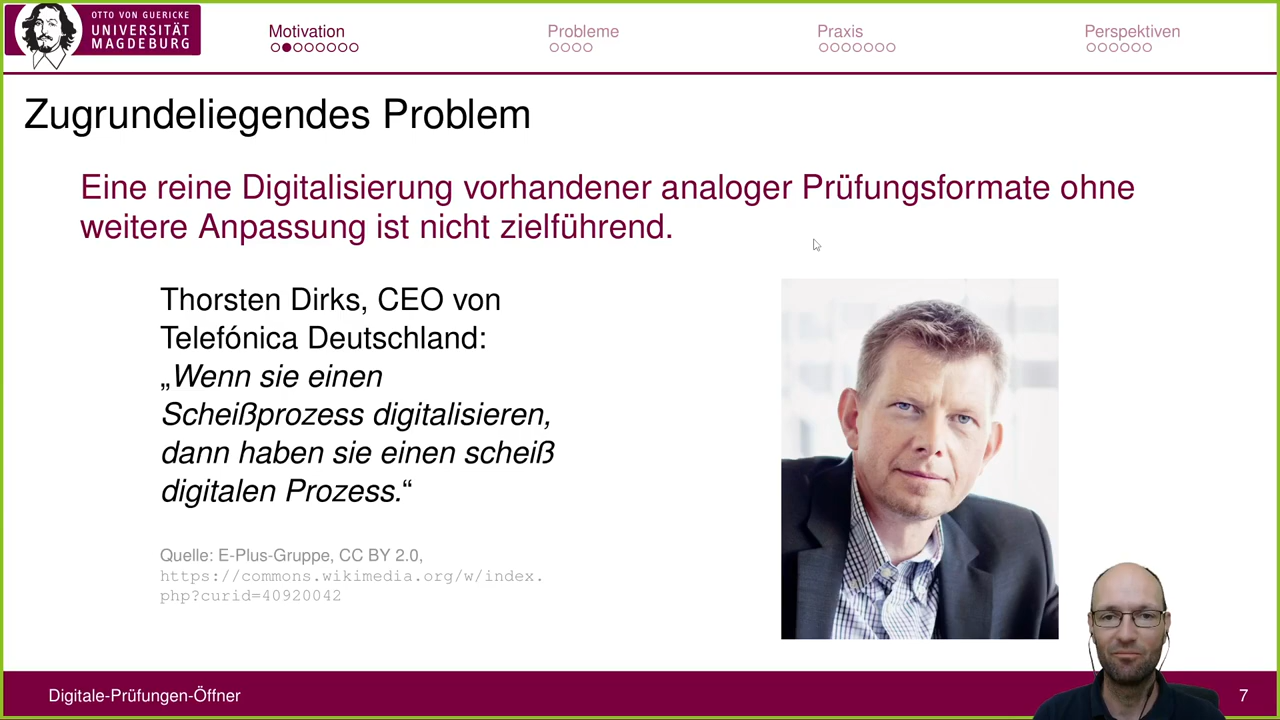 OTTO VON GUERICKE
UNIVERSITÄT
MAGDEBURG
Motivation
Probleme
Praxis
Perspektiven
Zugrundeliegendes Problem
Eine reine Digitalisierung vorhandener analoger Prüfungsformate ohne
weitere Anpassung ist nicht zielführend.
Thorsten Dirks, CEO von
Telefónica Deutschland:
„Wenn sie einen
Scheißprozess digitalisieren,
dann haben sie einen scheiß
digitalen Prozess.“
Quelle: E-Plus-Gruppe, CC BY 2.0,
https://commons.wikimedia.org/w/index.
php?curid=40920042
Digitale-Prüfungen-Öffner
7